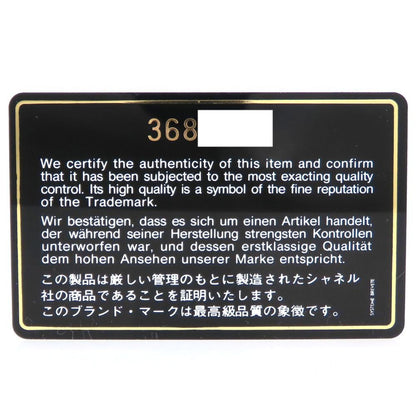 368
We certify the authenticity of this item and confirm
that it has been subjected to the most exacting quality
control. Its high quality is a symbol of the fine reputation
of the Trademark.
Wir bestätigen, dass es sich um einen Artikel handelt,
der während seiner Herstellung strengsten Kontrollen
unterworfen war, und dessen erstklassige Qualität
dem hohen Ansehen unserer Marke entspricht.
この製品は厳しい管理のもとに製造されたシャネル
社の商品であることを証明いたします。
このブランド・マークは最高級品質の象徴です。